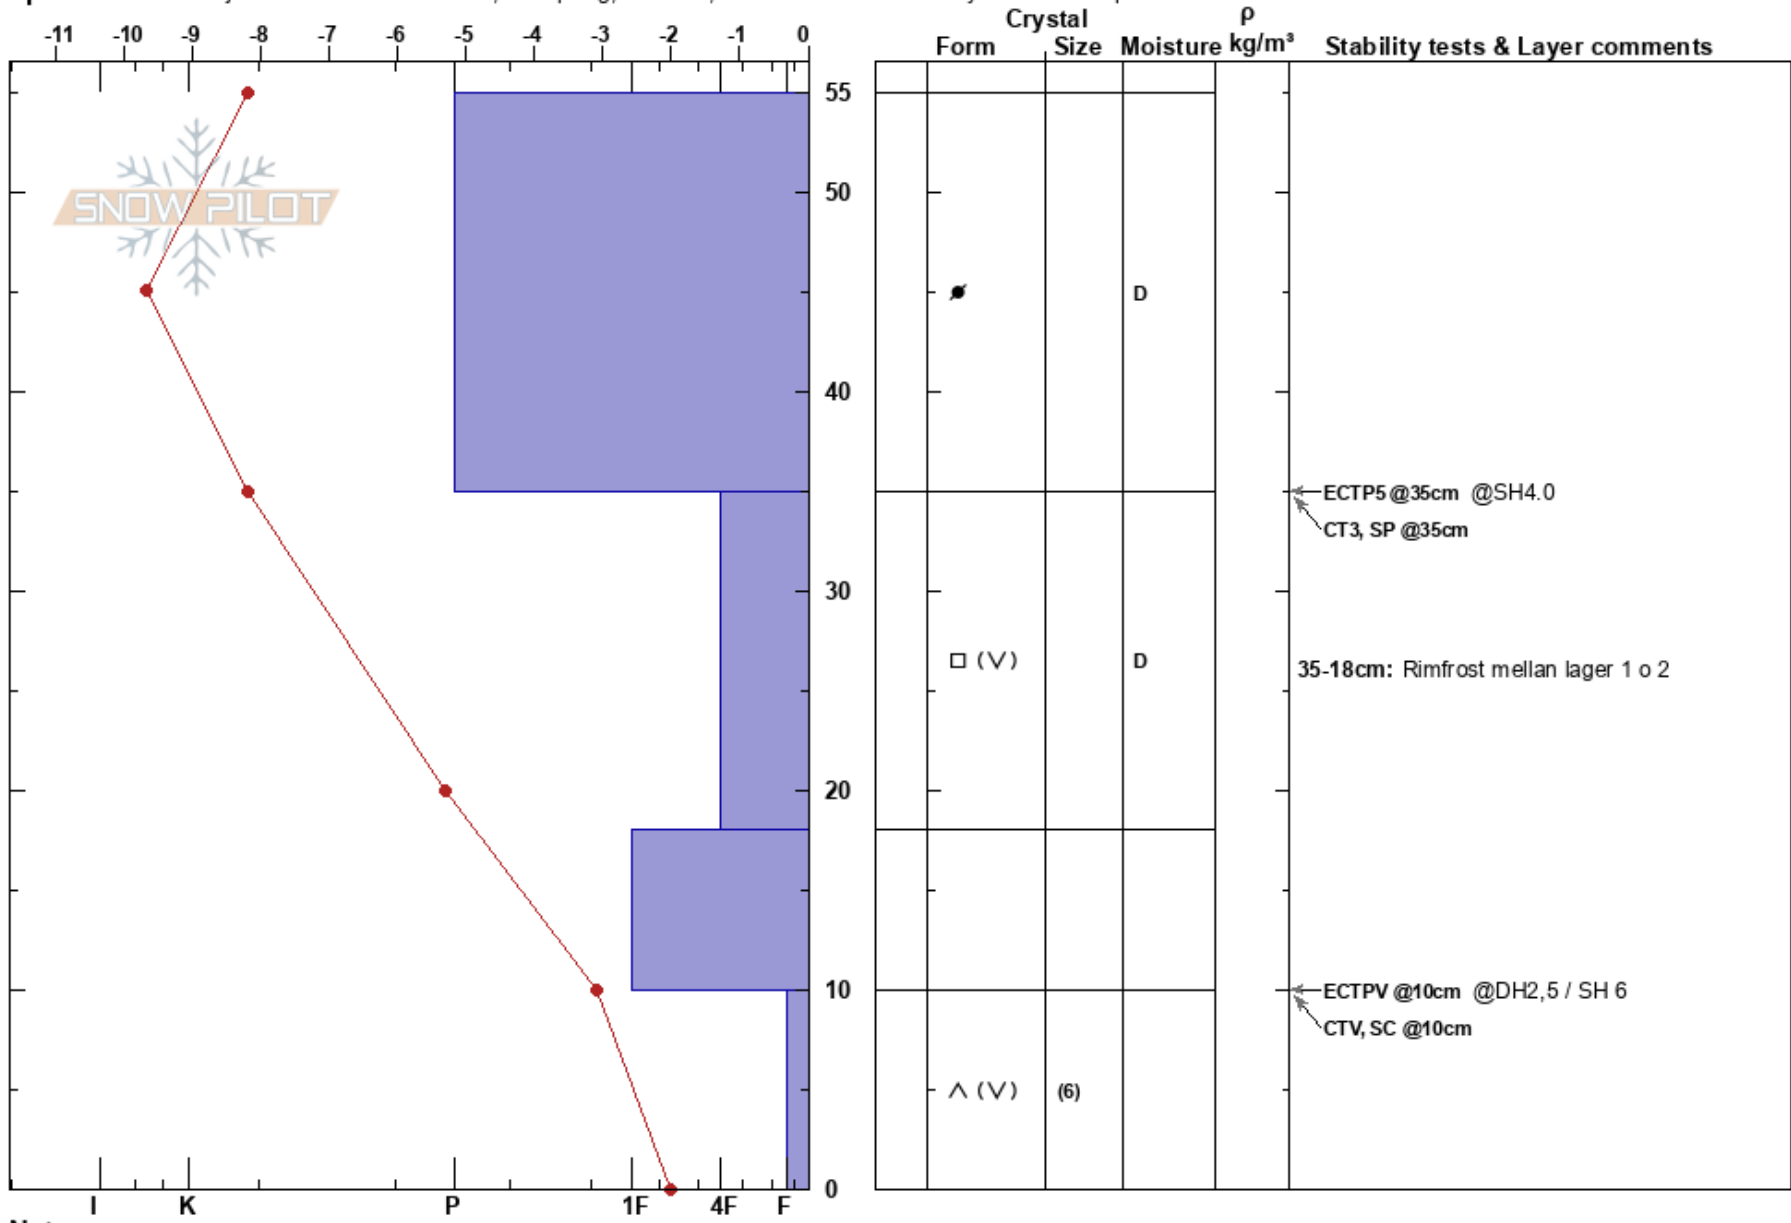 Crystal
ρ
-11 -10 -9 -8 -7 -6 -5 -4 -3 -2 -1 0
Form Size Moisture kg/m³ Stability tests & Layer comments
55
SNOW PILOT
50
D
40
ECTP5 @35cm @SH4.0
CT3, SP @35cm
30
(V) D
35-18cm: Rimfrost mellan lager 1 o 2
20
10
ECTPV @10cm @DH2,5 / SH 6
CTV, SC @10cm
Λ (V) (6)
0
I K P 1F 4F F